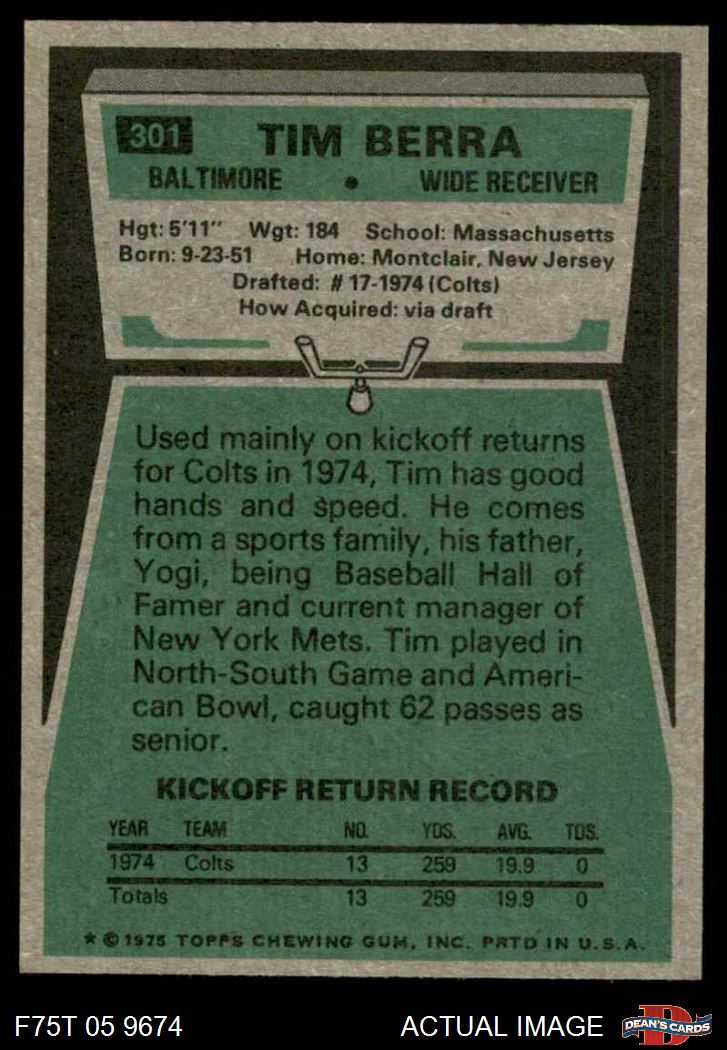 301 TIM BERRA
BALTIMORE • WIDE RECEIVER
Hgt: 5'11" Wgt: 184 School: Massachusetts
Born: 9-23-51 Home: Montclair, New Jersey
Drafted: # 17-1974 (Colts)
How Acquired: via draft
Used mainly on kickoff returns
for Colts in 1974, Tim has good
hands and speed. He comes
from a sports family, his father,
Yogi, being Baseball Hall of
Famer and current manager of
New York Mets. Tim played in
North-South Game and Ameri-
can Bowl, caught 62 passes as
senior.
KICKOFF RETURN RECORD
YEAR TEAM NO. YDS. AVG. TDS.
1974 Colts 13 259 19.9 0
Totals 13 259 19.9 0
* © 1975 TOPPS CHEWING GUM, INC. PRTD IN U.S.A.
F75T 05 9674 ACTUAL IMAGE D DEAN'S CARDS